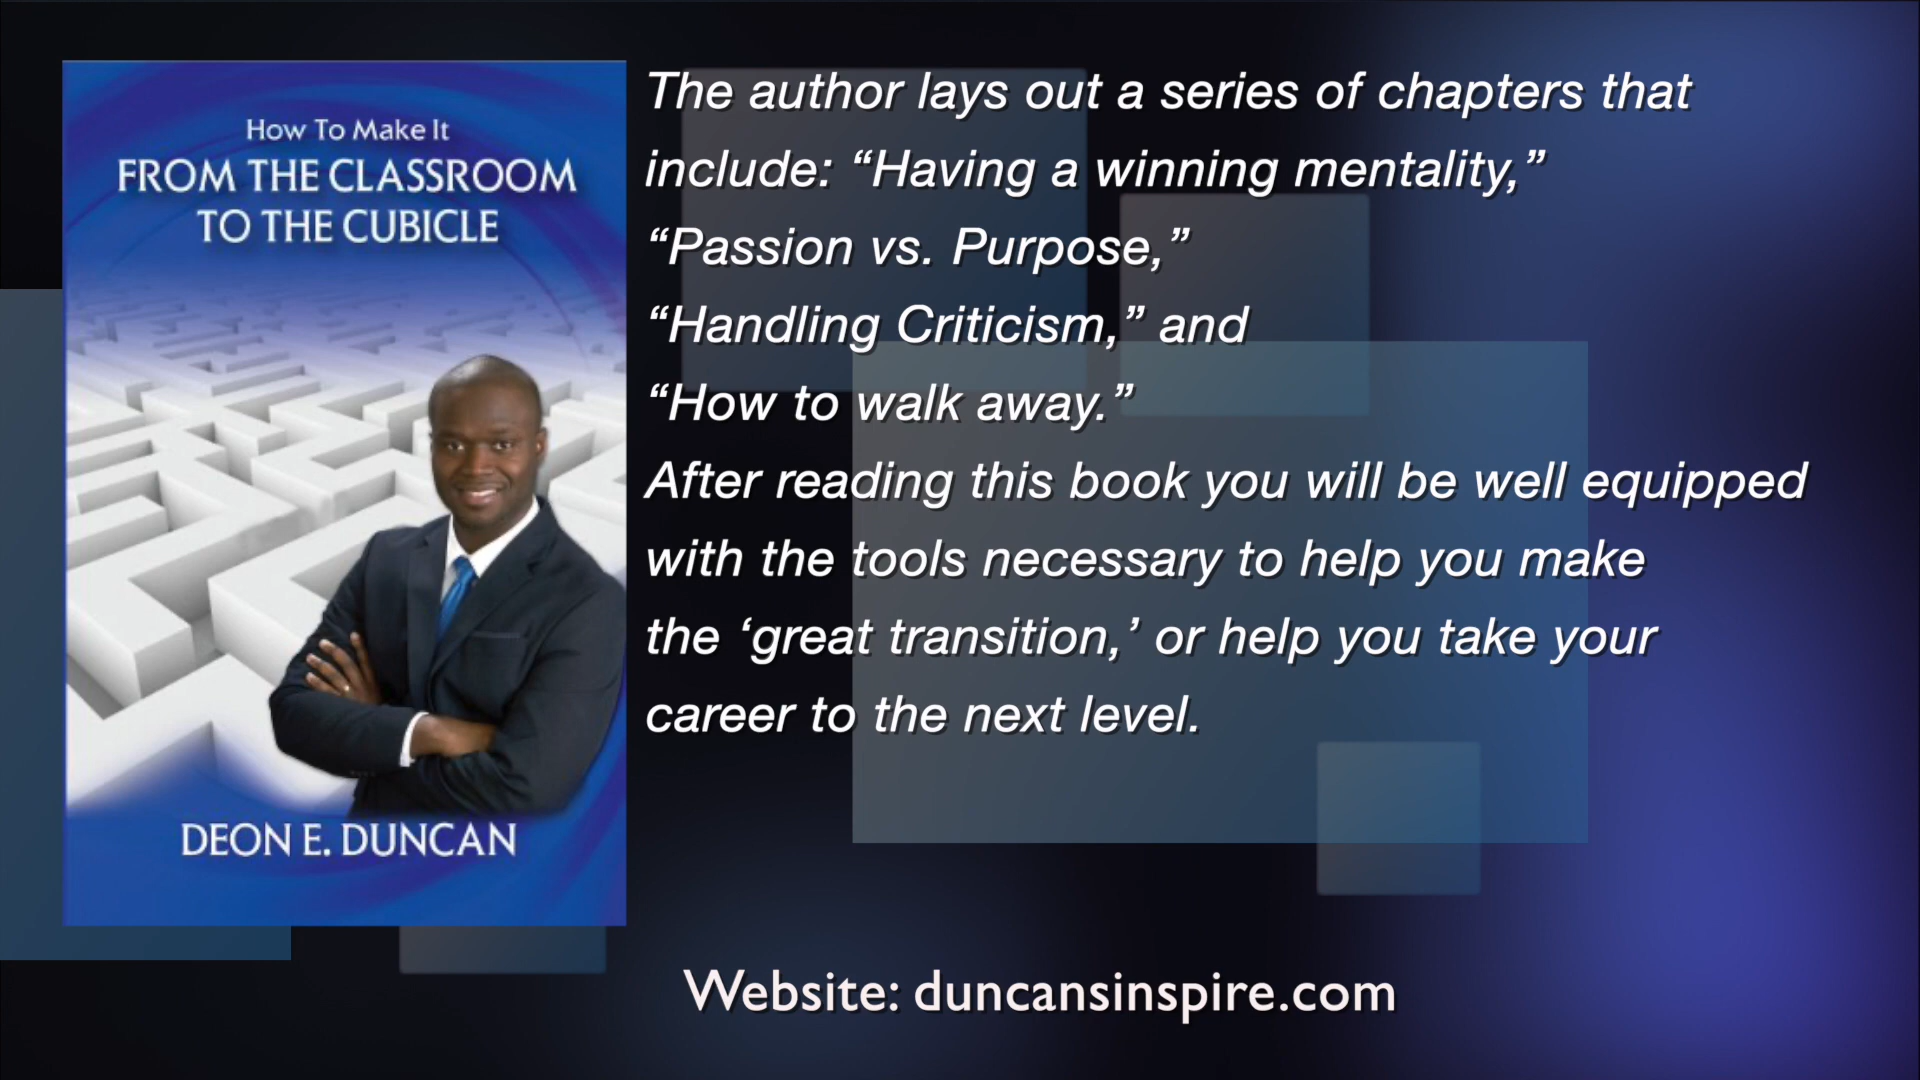 How To Make It
FROM THE CLASSROOM
TO THE CUBICLE
DEON E. DUNCAN
The author lays out a series of chapters that
include: “Having a winning mentality,”
“Passion vs. Purpose,”
“Handling Criticism,” and
“How to walk away.”
After reading this book you will be well equipped
with the tools necessary to help you make
the ‘great transition,’ or help you take your
career to the next level.
Website: duncansinspire.com